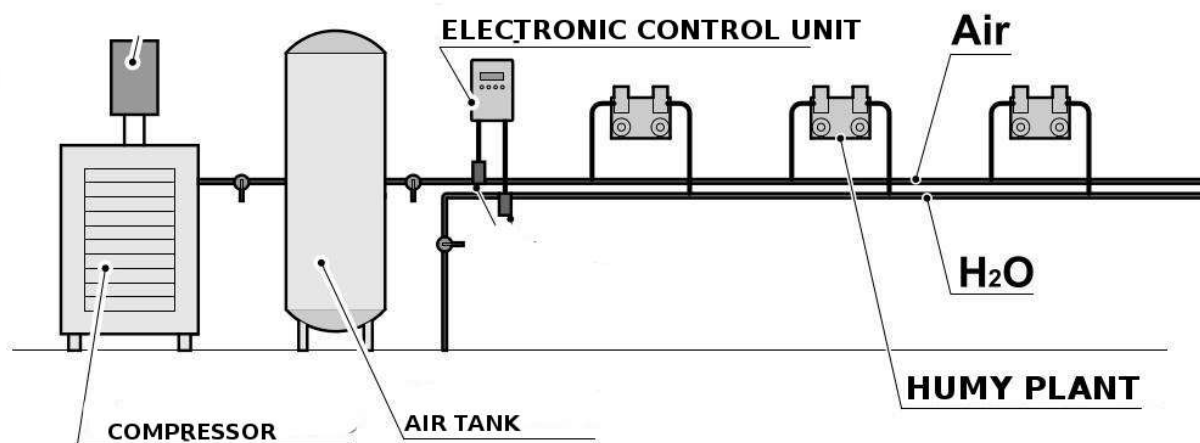 ELECTRONIC CONTROL UNIT
Air
H₂O
HUMY PLANT
AIR TANK
COMPRESSOR